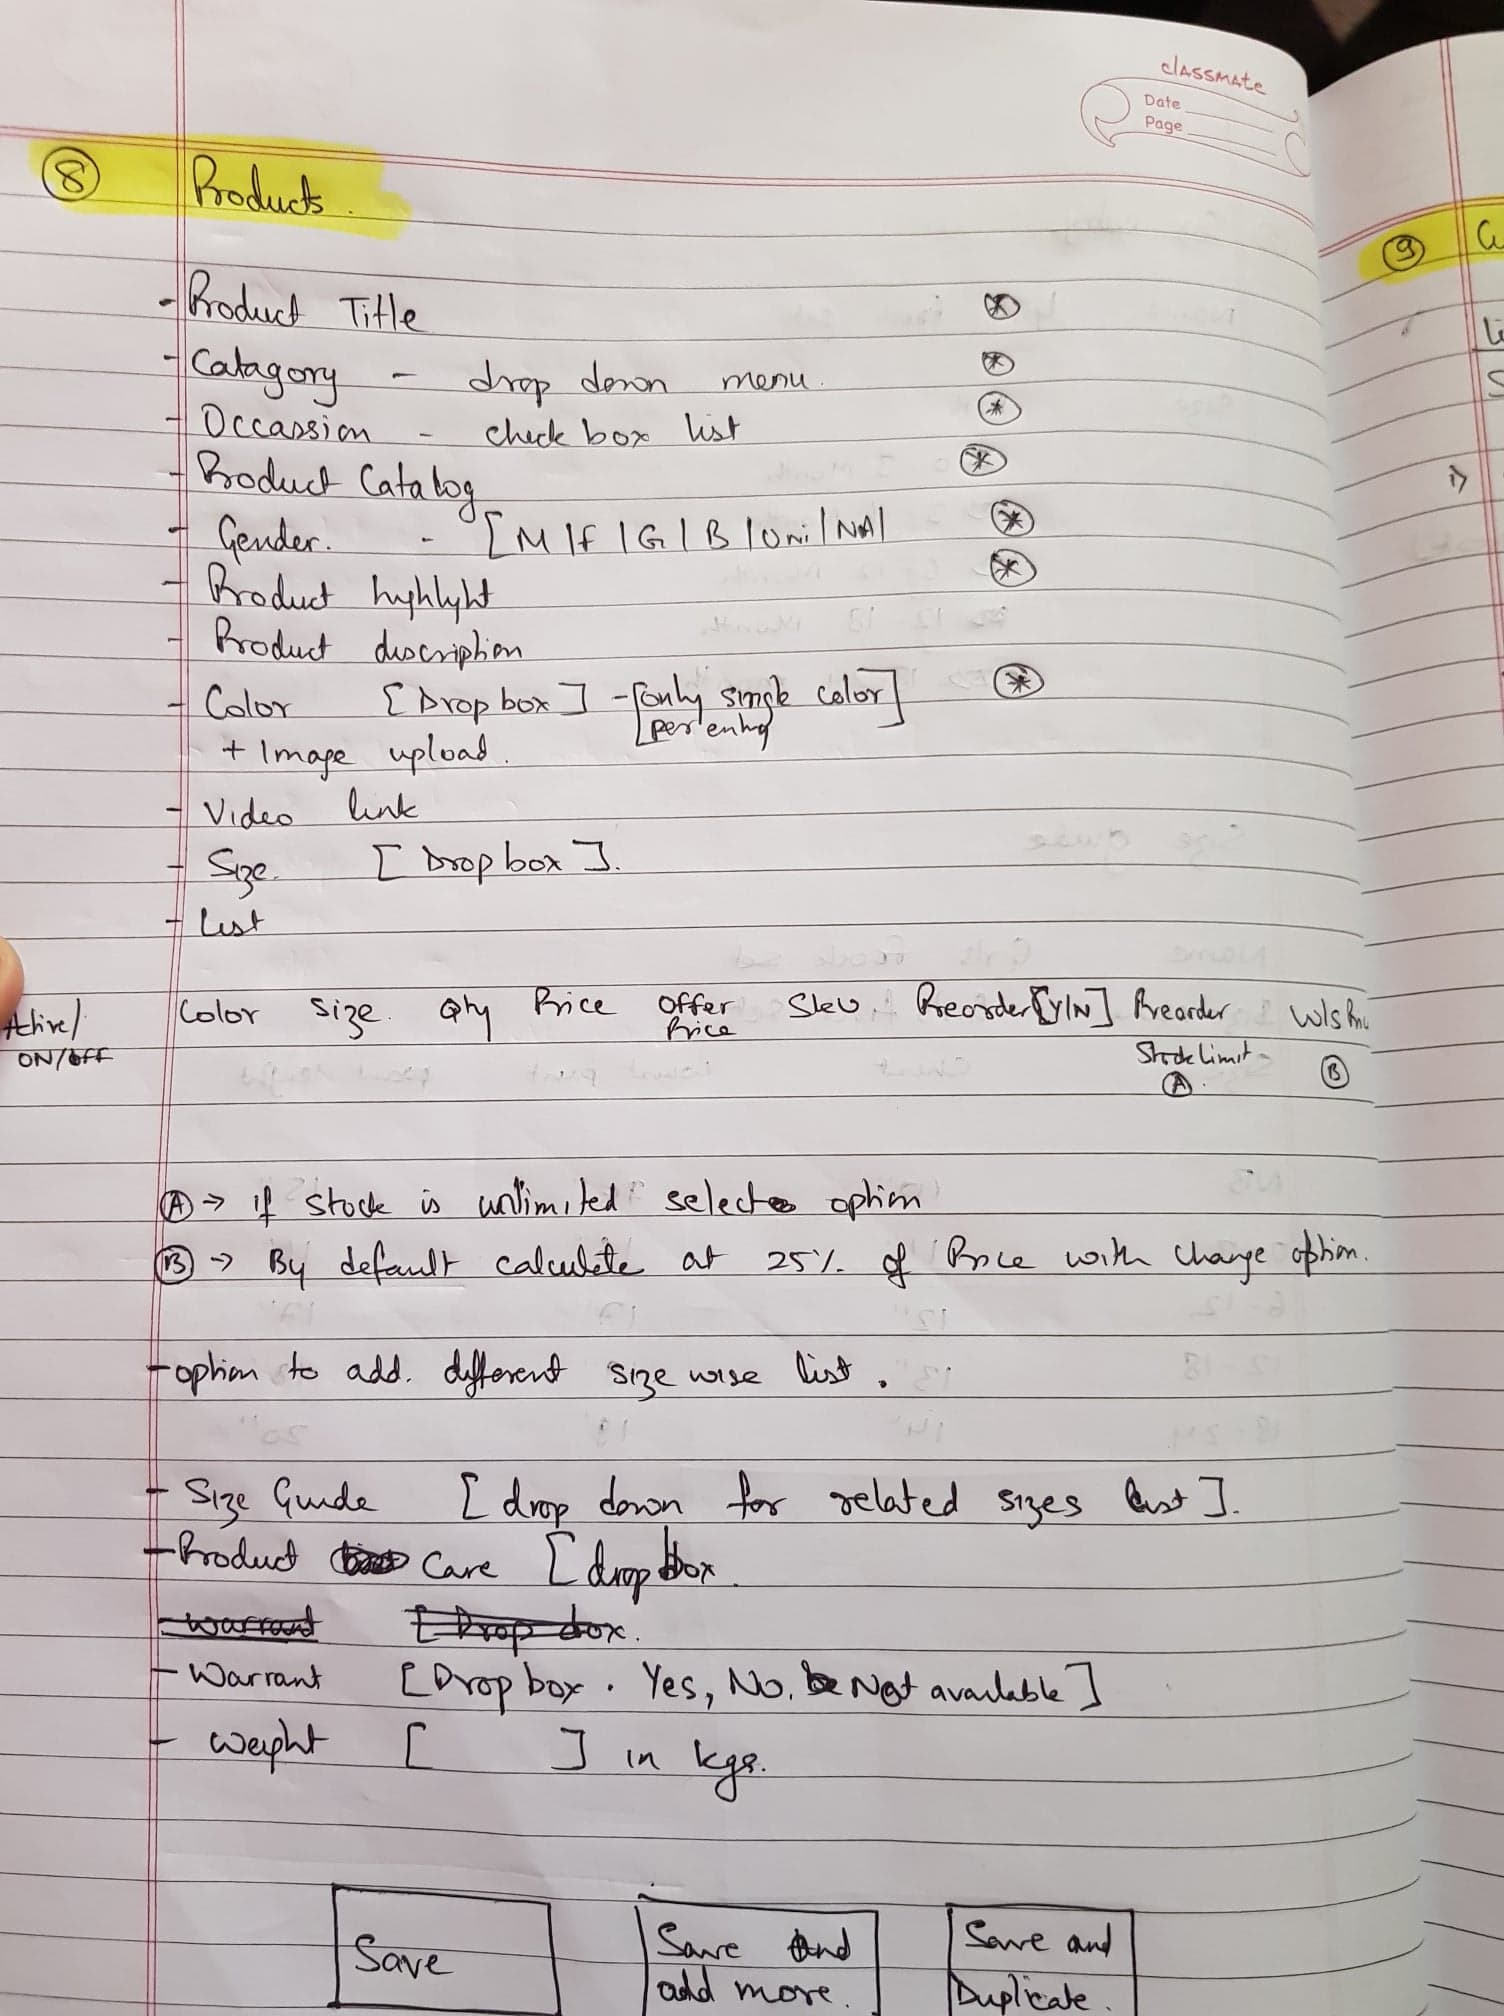 classmate
Date
Page
8 Products.
- Product Title *
- Catagory - drop down menu. *
- Occassion - check box list *
- Product Catalog *
- Gender. - [M|F|G|B|Uni|NA| *
- Product highlyht *
- Product discription
- Color [Drop box] - [only single color] *
[per entry
+ Image upload.
- Video link
- Size. [Drop box].
- List
Active/ Color Size. Qty Price Offer Sku. Preorder [Y/N] Preorder W/s
ON/OFF Price Stock Limit
A. B
A → if stock is unlimited select option
B → By default calculate at 25% of Price with change option.
- option to add. different size wise list.
- Size Guide [drop down for related sizes list].
- Product Care [drop box.
- warrant [Drop box.
- Warrant [Drop box. Yes, No, Not available]
- Weight [ ] in kgs.
Save
Save And
add more.
Save and
Duplicate.
9
i)